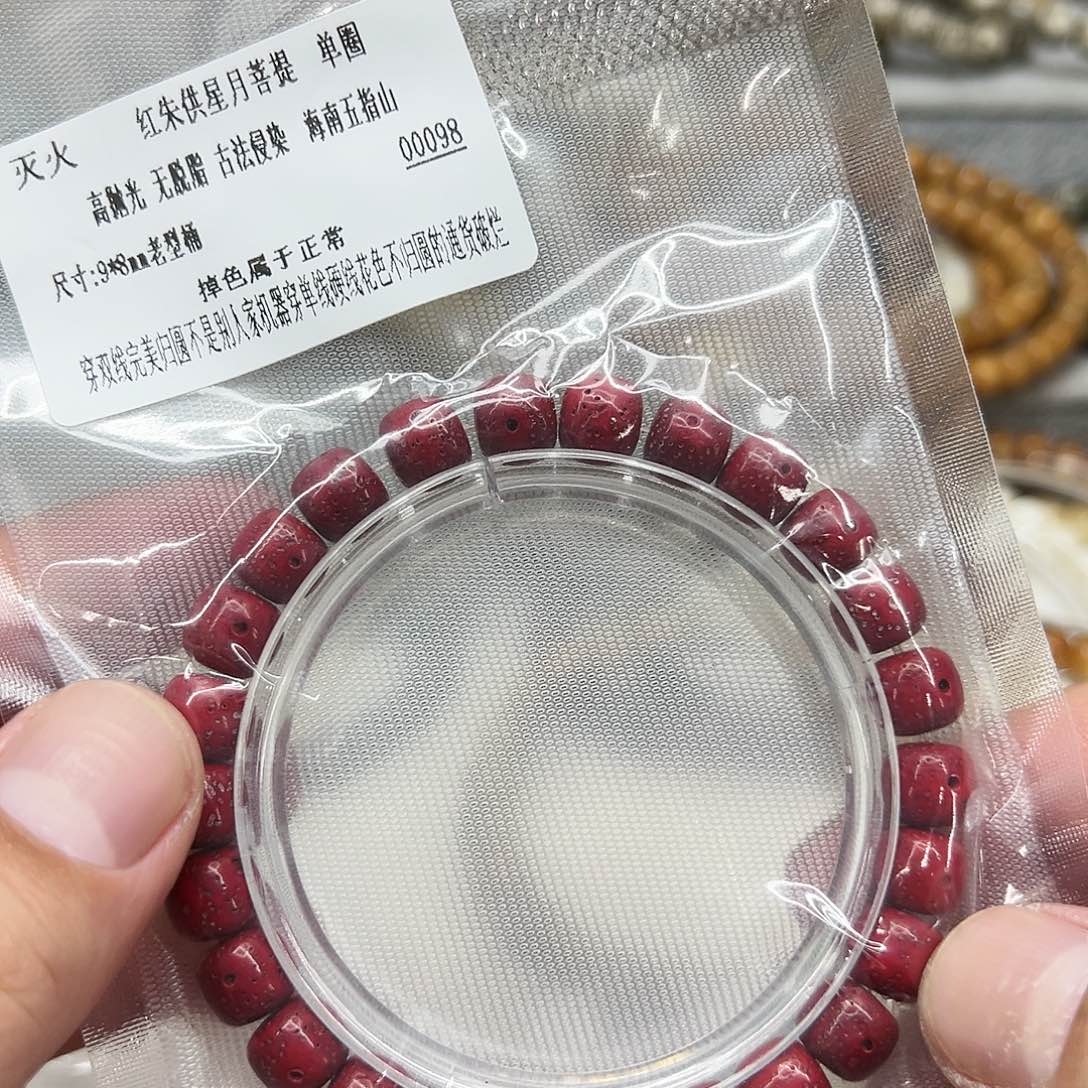 红朱供星月菩提 单圈
灭火
高抛光 无脱脂 古法侵染 海南五指山
00098
尺寸:9*8mm老型桶
掉色属于正常
穿双线完美归圆不是别人家机器穿单线硬线花色不归圆的通货破烂